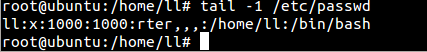 root@ubuntu:/home/ll# tail -1 /etc/passwd
ll:x:1000:1000:rter,,,:/home/ll:/bin/bash
root@ubuntu:/home/ll#